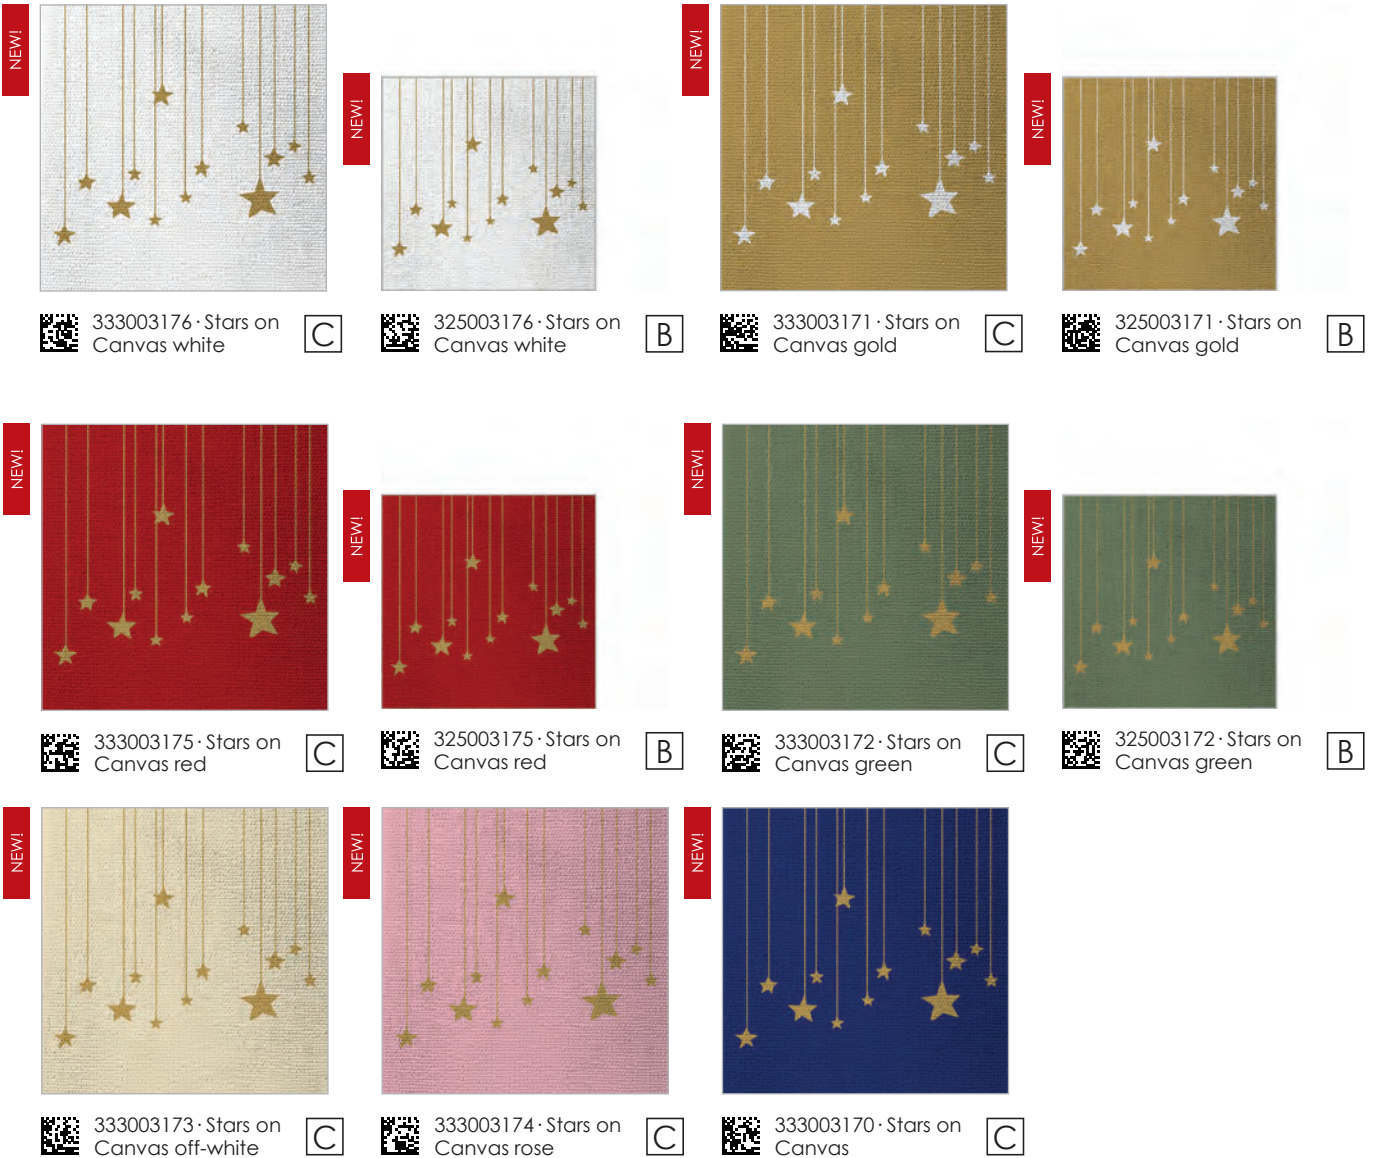 NEW!
NEW!
NEW!
NEW!
333003176 · Stars on
Canvas white
C
325003176 · Stars on
Canvas white
B
333003171 · Stars on
Canvas gold
C
325003171 · Stars on
Canvas gold
B
NEW!
NEW!
NEW!
NEW!
333003175 · Stars on
Canvas red
C
325003175 · Stars on
Canvas red
B
333003172 · Stars on
Canvas green
C
325003172 · Stars on
Canvas green
B
NEW!
NEW!
NEW!
333003173 · Stars on
Canvas off-white
C
333003174 · Stars on
Canvas rose
C
333003170 · Stars on
Canvas
C